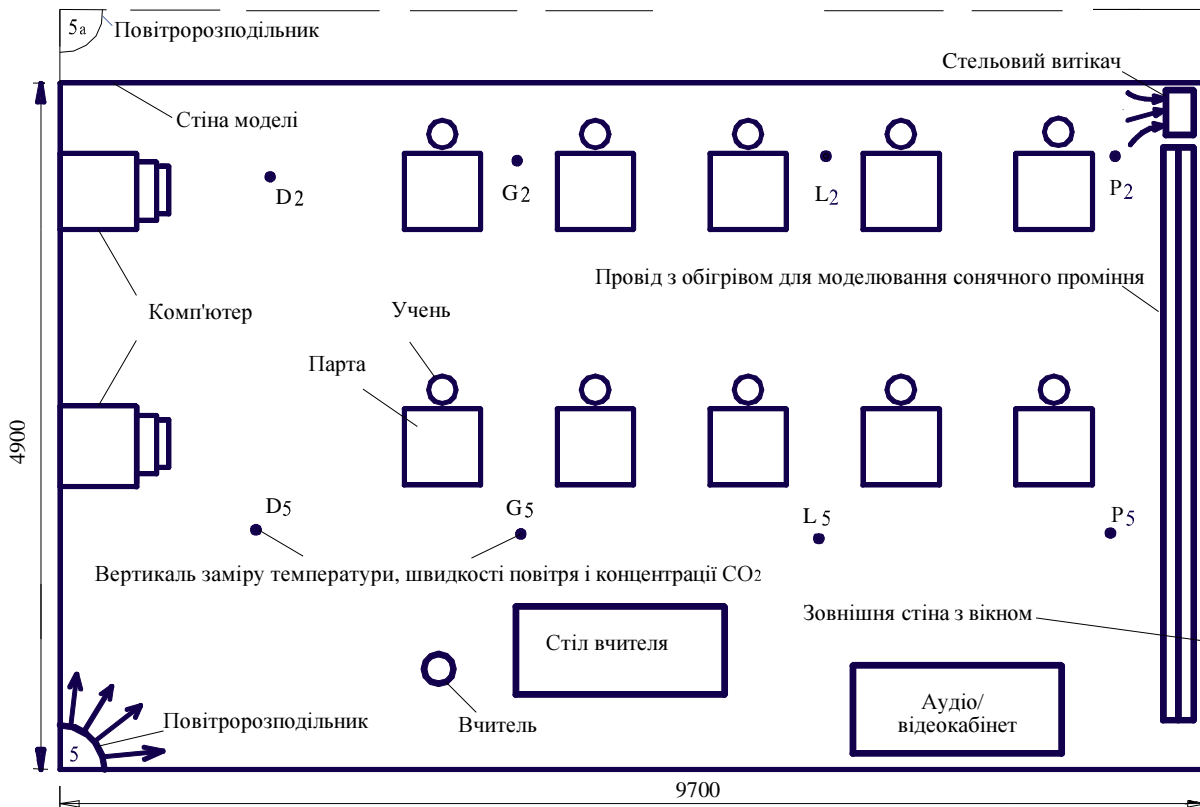 5а
Повітророзподільник
Стельовий витікач
Стіна моделі
D2
G2
L2
P2
Провід з обігрівом для моделювання сонячного проміння
Комп'ютер
Учень
Парта
4900
D5
G5
L5
P5
Вертикаль заміру температури, швидкості повітря і концентрації CO2
Зовнішня стіна з вікном
Стіл вчителя
Повітророзподільник
Вчитель
Аудіо/
відеокабінет
5
9700